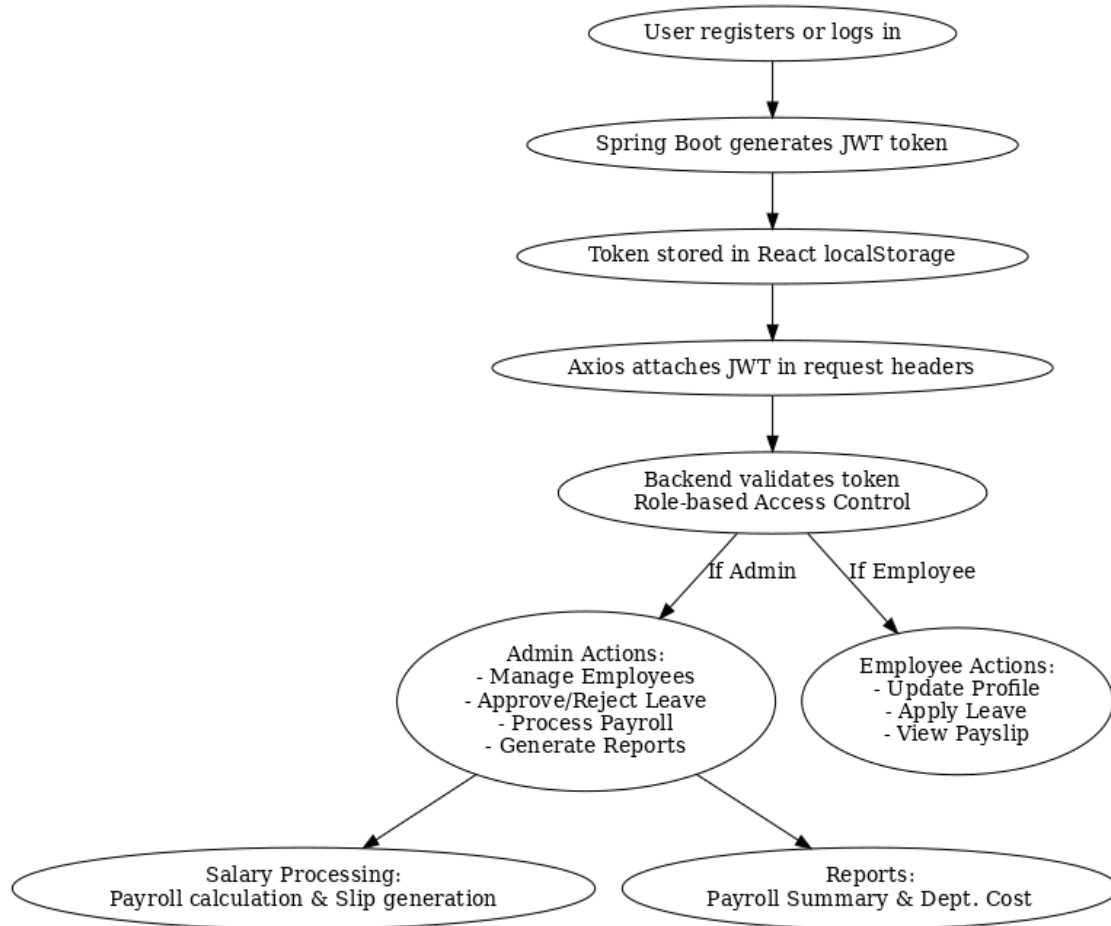 User registers or logs in
Spring Boot generates JWT token
Token stored in React localStorage
Axios attaches JWT in request headers
Backend validates token
Role-based Access Control
If Admin
If Employee
Admin Actions:
- Manage Employees
- Approve/Reject Leave
- Process Payroll
- Generate Reports
Employee Actions:
- Update Profile
- Apply Leave
- View Payslip
Salary Processing:
Payroll calculation & Slip generation
Reports:
Payroll Summary & Dept. Cost